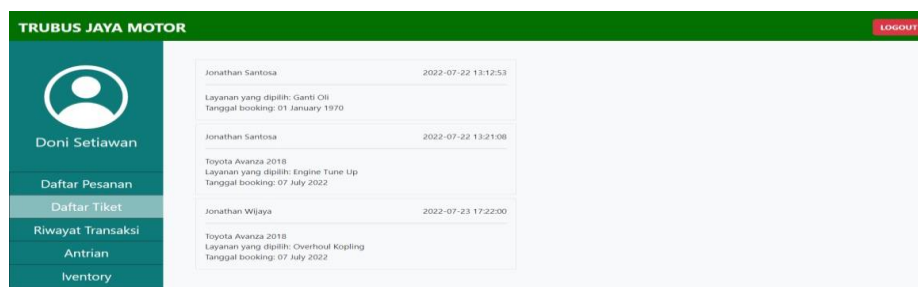 TRUBUS JAYA MOTOR
LOGOUT
Doni Setiawan
Daftar Pesanan
Daftar Tiket
Riwayat Transaksi
Antrian
Iventory
Jonathan Santosa 2022-07-22 13:12:53
Layanan yang dipilih: Ganti Oli
Tanggal booking: 01 January 1970
Jonathan Santosa 2022-07-22 13:21:08
Toyota Avanza 2018
Layanan yang dipilih: Engine Tune Up
Tanggal booking: 07 July 2022
Jonathan Wijaya 2022-07-23 17:22:00
Toyota Avanza 2018
Layanan yang dipilih: Overhoul Kopling
Tanggal booking: 07 July 2022